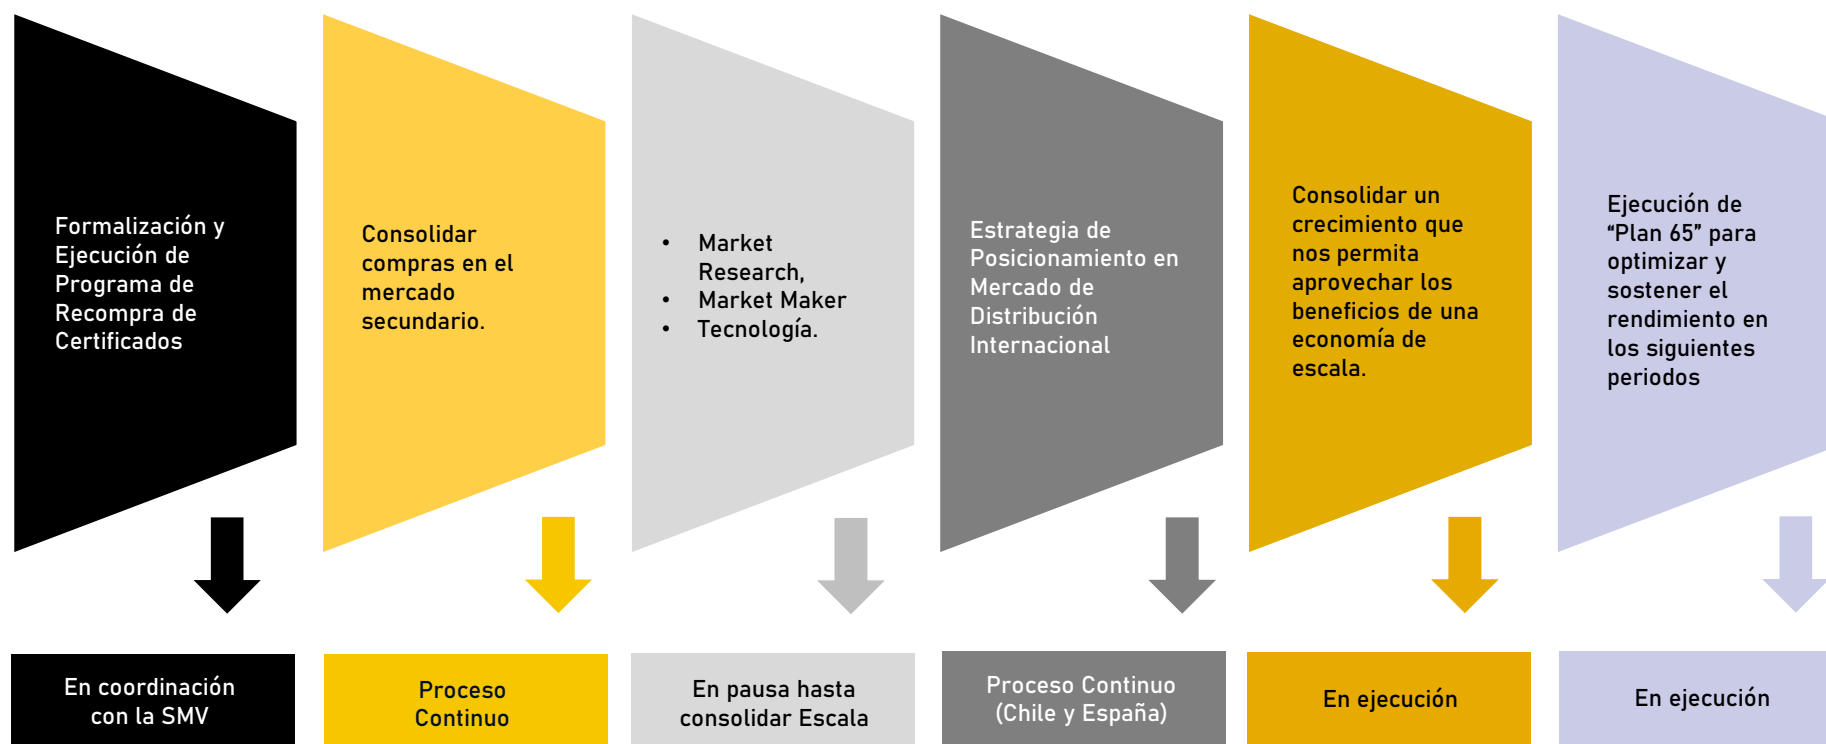 Formalización y
Ejecución de
Programa de
Recompra de
Certificados
Consolidar
compras en el
mercado
secundario.
• Market
Research,
• Market Maker
• Tecnología.
Estrategia de
Posicionamiento en
Mercado de
Distribución
Internacional
Consolidar un
crecimiento que
nos permita
aprovechar los
beneficios de una
economía de
escala.
Ejecución de
“Plan 65” para
optimizar y
sostener el
rendimiento en
los siguientes
periodos
En coordinación
con la SMV
Proceso
Continuo
En pausa hasta
consolidar Escala
Proceso Continuo
(Chile y España)
En ejecución
En ejecución